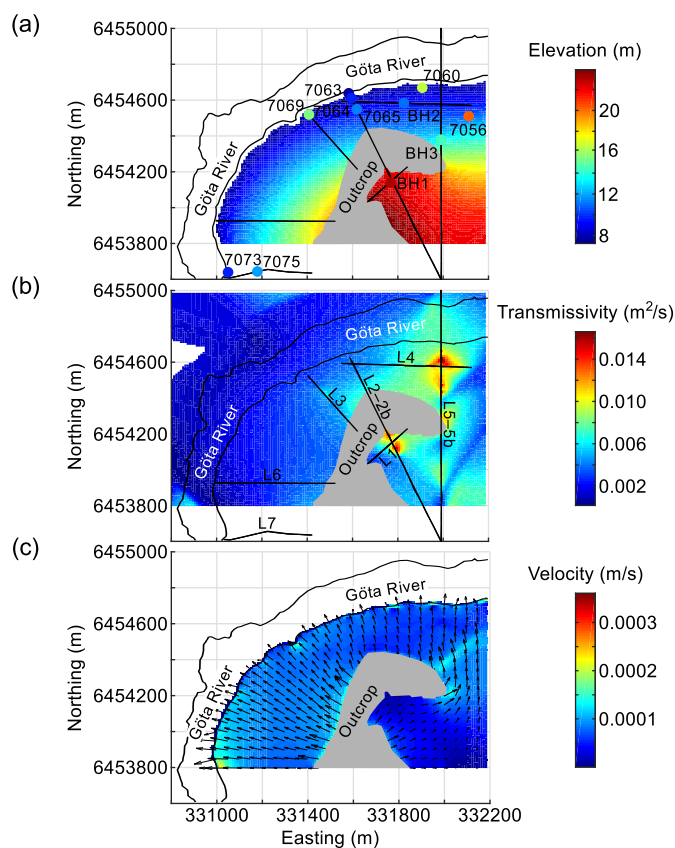 (a)
6455000
6454600
6454200
6453800
Northing (m)
Göta River
Göta River
7063
7060
7069
7064
7065
BH2
7056
BH3
BH1
Outcrop
7073
7075
Elevation (m)
20
16
12
8
(b)
6455000
6454600
6454200
6453800
Northing (m)
Göta River
Göta River
L4
L2--2b
L3
L5--5b
L1
Outcrop
L6
L7
Transmissivity (m²/s)
0.014
0.010
0.006
0.002
(c)
6455000
6454600
6454200
6453800
Northing (m)
Göta River
Göta River
Outcrop
Velocity (m/s)
0.0003
0.0002
0.0001
331000
331400
331800
332200
Easting (m)